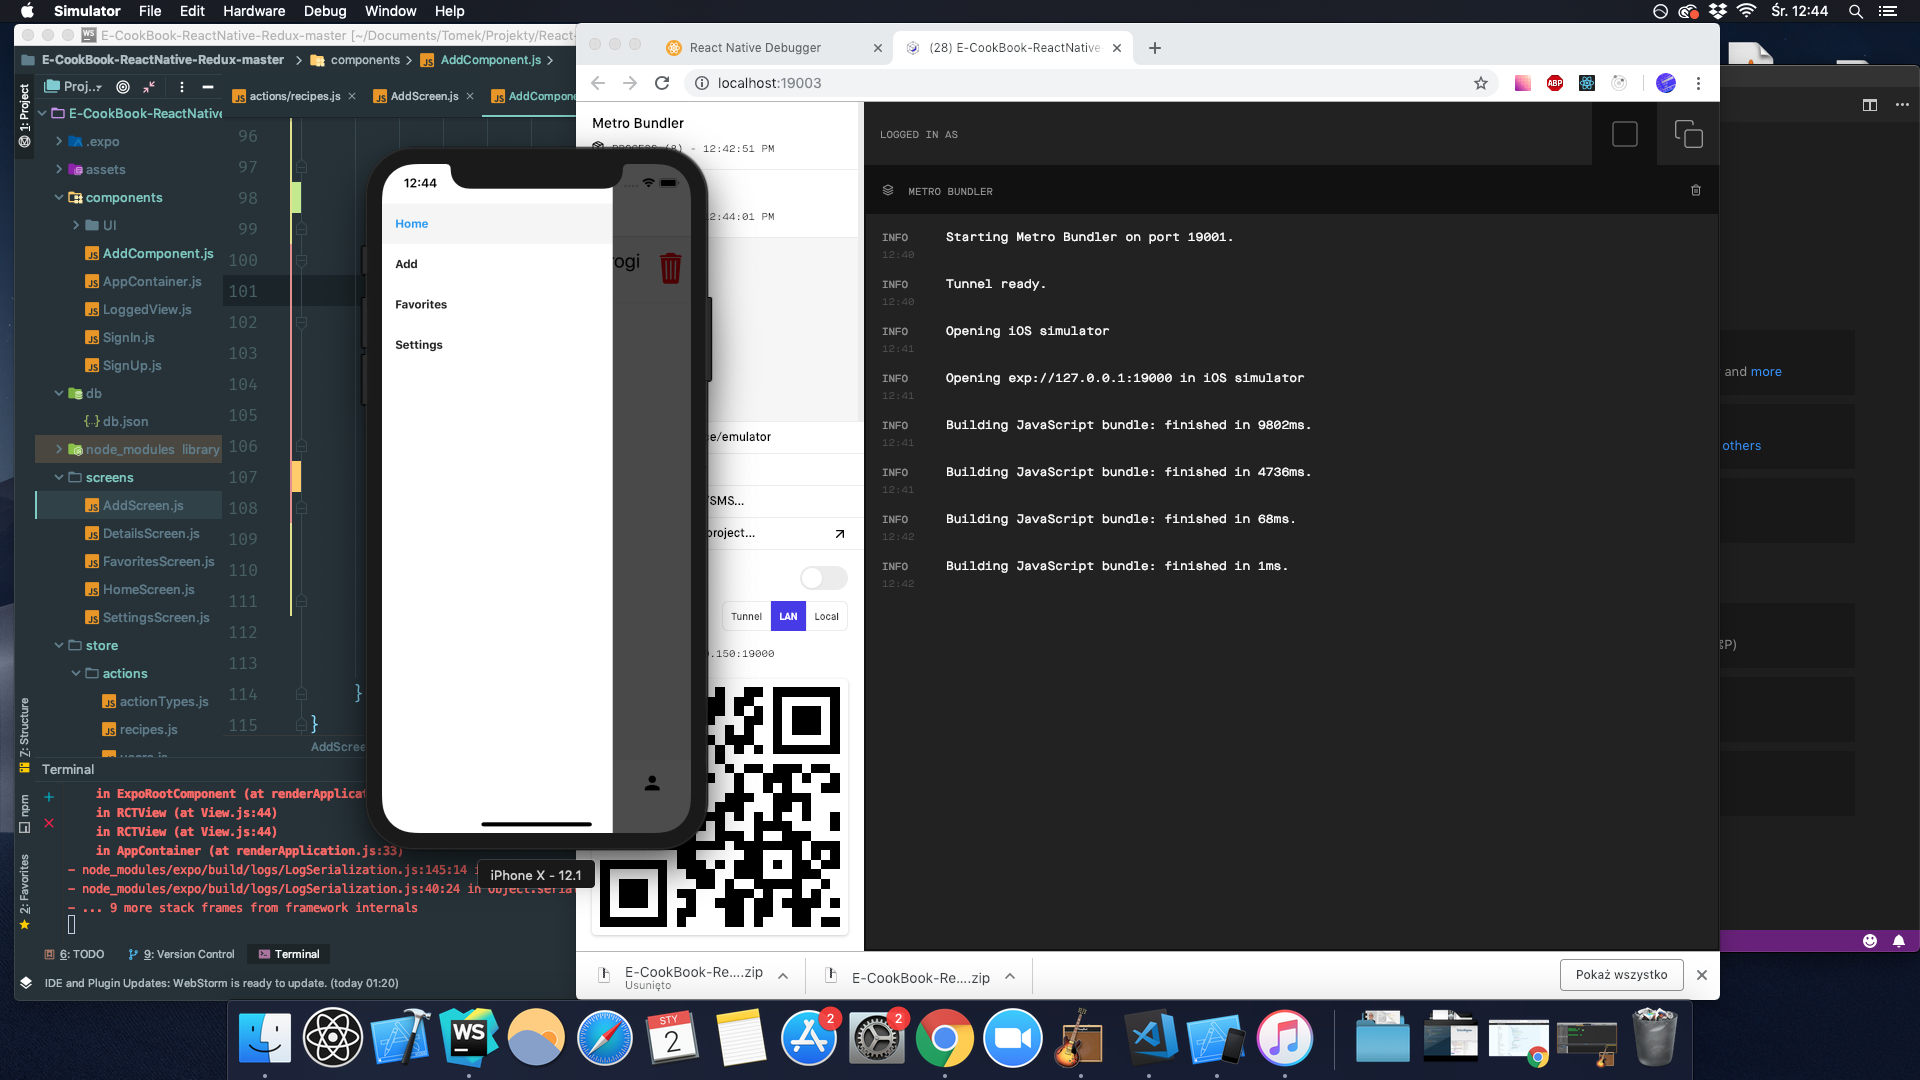 Simulator File Edit Hardware Debug Window Help
Śr. 12:44
E-CookBook-ReactNative-Redux-master [~/Documents/Tomek/Projekty/React-
E-CookBook-ReactNative-Redux-master components AddComponent.js
Proj..
actions/recipes.js AddScreen.js AddCompone
1: Project
E-CookBook-ReactNative
.expo
assets
components
UI
AddComponent.js
AppContainer.js
LoggedView.js
SignIn.js
SignUp.js
db
db.json
node_modules library
screens
AddScreen.js
DetailsScreen.js
FavoritesScreen.js
HomeScreen.js
SettingsScreen.js
store
actions
actionTypes.js
recipes.js
96
97
98
99
100
101
102
103
104
105
106
107
108
109
110
111
112
113
114 }
115 }
AddScree
7: Structure
npm
2: Favorites
Terminal
in ExpoRootComponent (at renderApplicat
in RCTView (at View.js:44)
in RCTView (at View.js:44)
in AppContainer (at renderApplication.js:33)
- node_modules/expo/build/logs/LogSerialization.js:145:14 i
- node_modules/expo/build/logs/LogSerialization.js:40:24 in Object.seria
- ... 9 more stack frames from framework internals
6: TODO 9: Version Control Terminal
IDE and Plugin Updates: WebStorm is ready to update. (today 01:20)
12:44
Home
Add
Favorites
Settings
rogi
iPhone X - 12.1
React Native Debugger
(28) E-CookBook-ReactNative
localhost:19003
ABP
Metro Bundler
PROCESS (8) - 12:42:51 PM
12:44:01 PM
ce/emulator
/SMS...
project...
Tunnel LAN Local
.150:19000
LOGGED IN AS
METRO BUNDLER
INFO Starting Metro Bundler on port 19001.
12:40
INFO Tunnel ready.
12:40
INFO Opening iOS simulator
12:41
INFO Opening exp://127.0.0.1:19000 in iOS simulator
12:41
INFO Building JavaScript bundle: finished in 9802ms.
12:41
INFO Building JavaScript bundle: finished in 4736ms.
12:41
INFO Building JavaScript bundle: finished in 68ms.
12:42
INFO Building JavaScript bundle: finished in 1ms.
12:42
and more
others
⌘P)
E-CookBook-Re....zip
Usunięto
E-CookBook-Re....zip
Pokaż wszystko
WS
STY
2
2
2